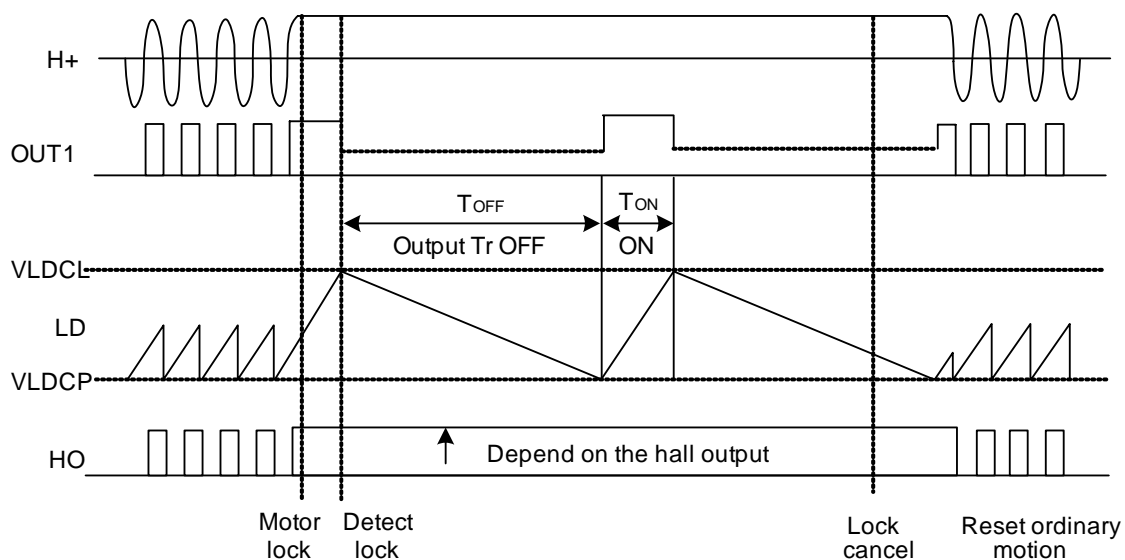 H+
OUT1
TOFF
TON
Output Tr OFF
ON
VLDCL
LD
VLDCP
HO
Depend on the hall output
Motor
lock
Detect
lock
Lock
cancel
Reset ordinary
motion